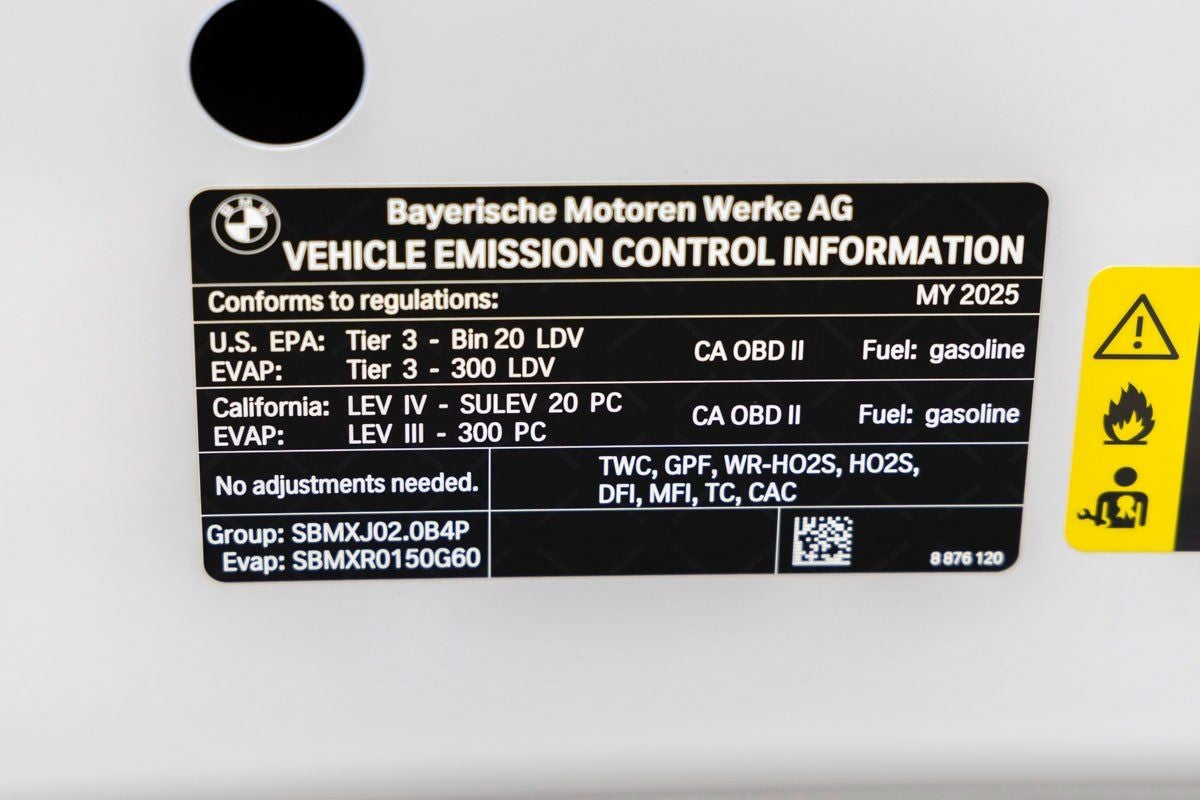 BMW
Bayerische Motoren Werke AG
VEHICLE EMISSION CONTROL INFORMATION
Conforms to regulations: MY 2025
U.S. EPA: Tier 3 - Bin 20 LDV CA OBD II Fuel: gasoline
EVAP: Tier 3 - 300 LDV
California: LEV IV - SULEV 20 PC CA OBD II Fuel: gasoline
EVAP: LEV III - 300 PC
No adjustments needed.
TWC, GPF, WR-HO2S, HO2S,
DFI, MFI, TC, CAC
Group: SBMXJ02.0B4P
Evap: SBMXR0150G60
8 876 120